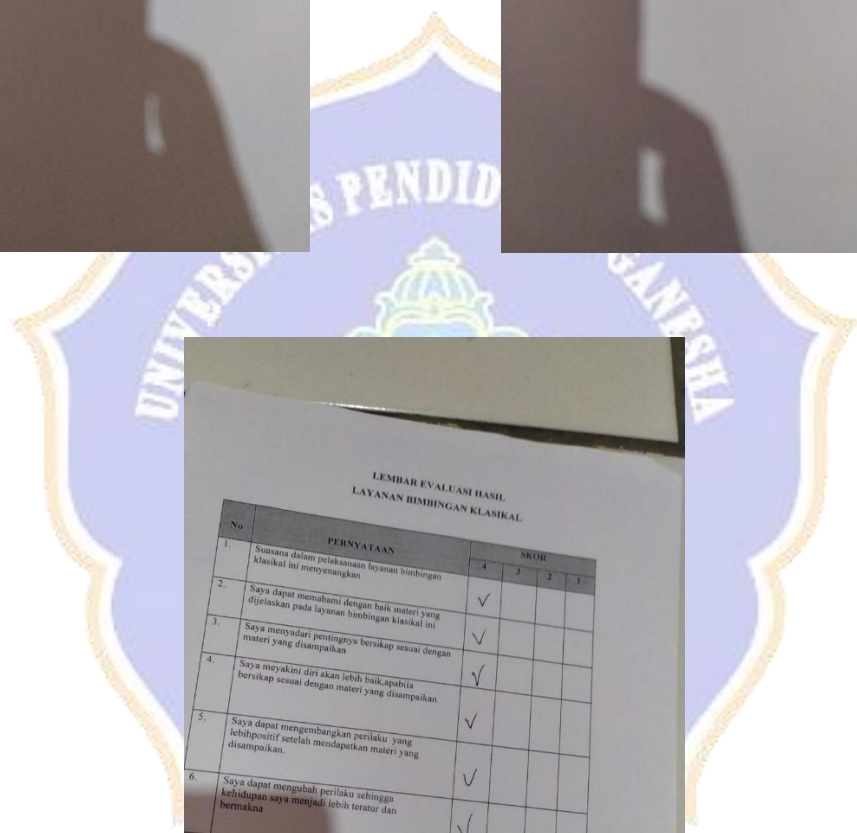 S PENDID
UNIVERS
GANESHA
LEMBAR EVALUASI HASIL
LAYANAN BIMBINGAN KLASIKAL
No PERNYATAAN SKOR
4 3 2 1
1. Suasana dalam pelaksanaan layanan bimbingan
klasikal ini menyenangkan
2. Saya dapat memahami dengan baik materi yang
dijelaskan pada layanan bimbingan klasikal ini
3. Saya menyadari pentingnya bersikap sesuai dengan
materi yang disampaikan
4. Saya meyakini diri akan lebih baik,apabila
bersikap sesuai dengan materi yang disampaikan
5. Saya dapat mengembangkan perilaku yang
lebihpositif setelah mendapatkan materi yang
disampaikan.
6. Saya dapat mengubah perilaku sehingga
kehidupan saya menjadi lebih teratur dan
bermakna